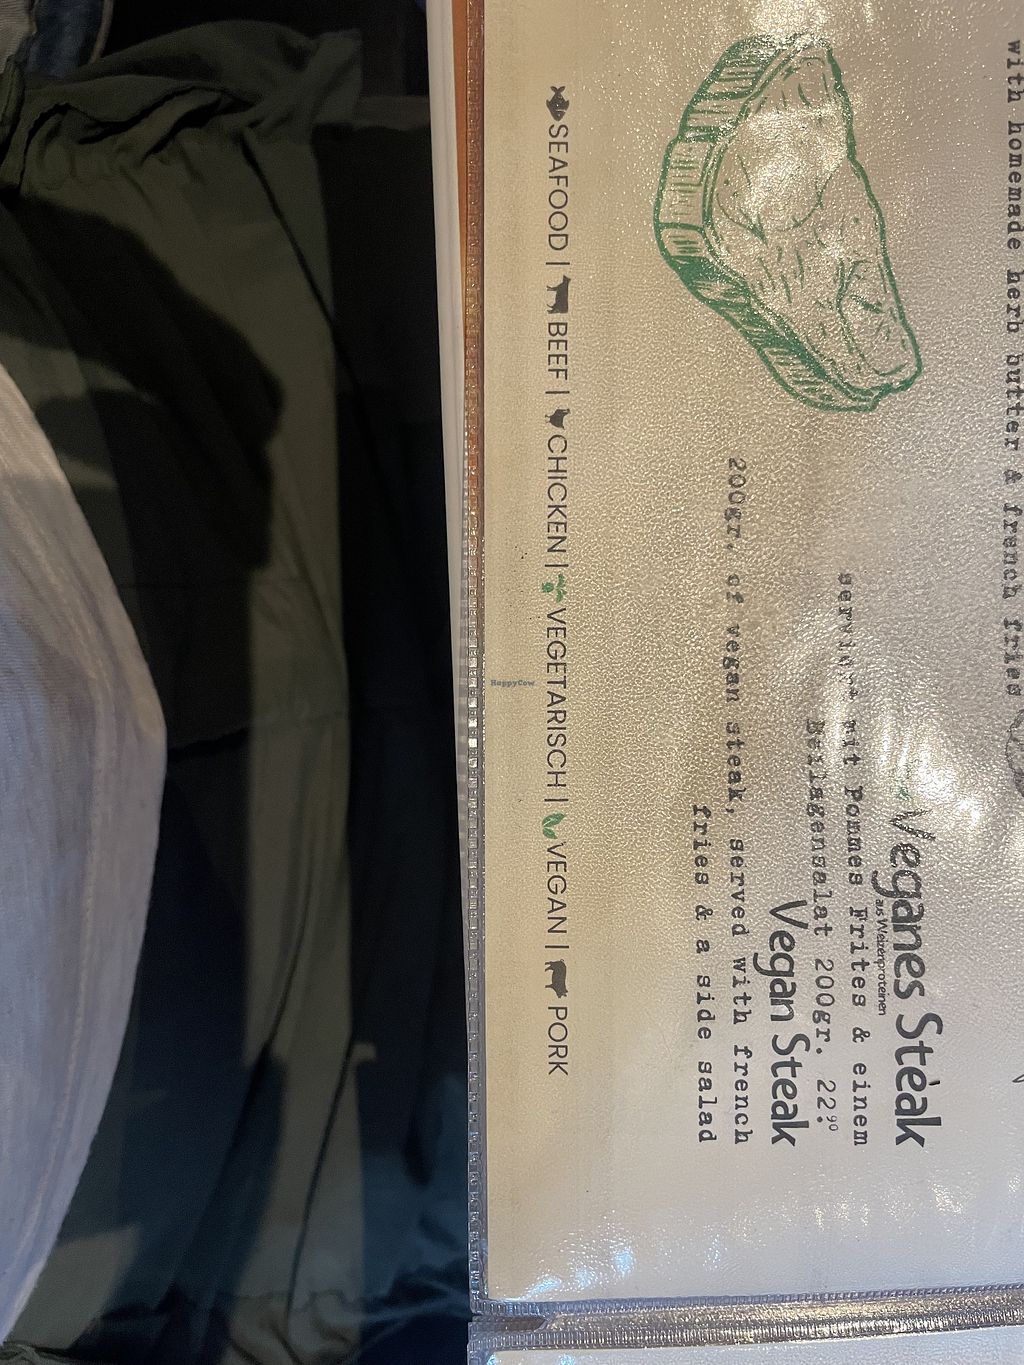 with homemade herb butter & french fries
Veganes Steak
aus Weizenproteinen
serviert mit Pommes Frites & einem
Beilagensalat 200gr. 22.90
Vegan Steak
200gr. of vegan steak, served with french
fries & a side salad
SEAFOOD | BEEF | CHICKEN | VEGETARISCH | VEGAN | PORK
HappyCow